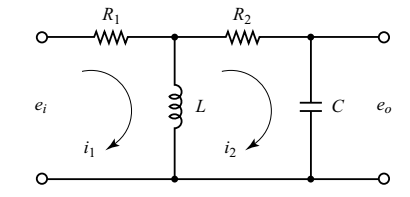 R₁ R₂
eᵢ L C eₒ
i₁ i₂